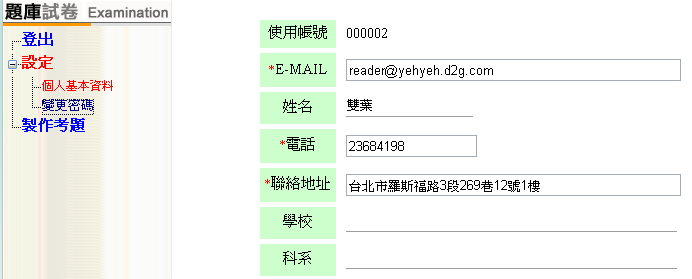 題庫試卷 Examination
登出
設定
個人基本資料
變更密碼
製作考題
使用帳號 000002
*E-MAIL reader@yehyeh.d2g.com
姓名 雙葉
*電話 23684198
*聯絡地址 台北市羅斯福路3段269巷12號1樓
學校
科系